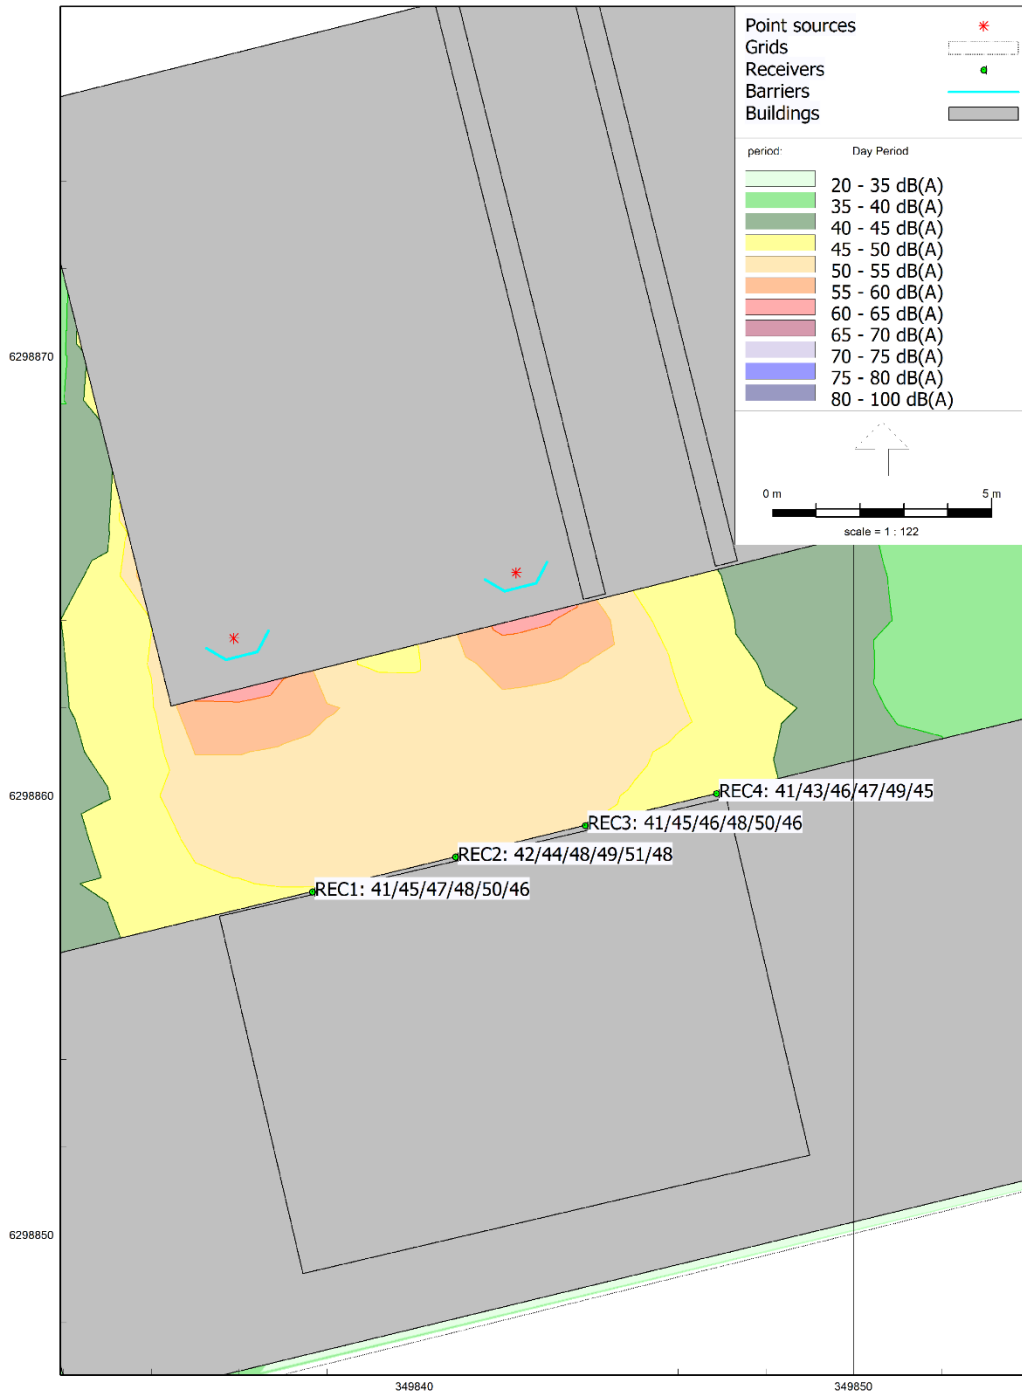 Point sources
Grids
Receivers
Barriers
Buildings
period: Day Period
20 - 35 dB(A)
35 - 40 dB(A)
40 - 45 dB(A)
45 - 50 dB(A)
50 - 55 dB(A)
55 - 60 dB(A)
60 - 65 dB(A)
65 - 70 dB(A)
70 - 75 dB(A)
75 - 80 dB(A)
80 - 100 dB(A)
0 m 5 m
scale = 1 : 122
6298870
6298860
REC4: 41/43/46/47/49/45
REC3: 41/45/46/48/50/46
REC2: 42/44/48/49/51/48
REC1: 41/45/47/48/50/46
6298850
349840 349850